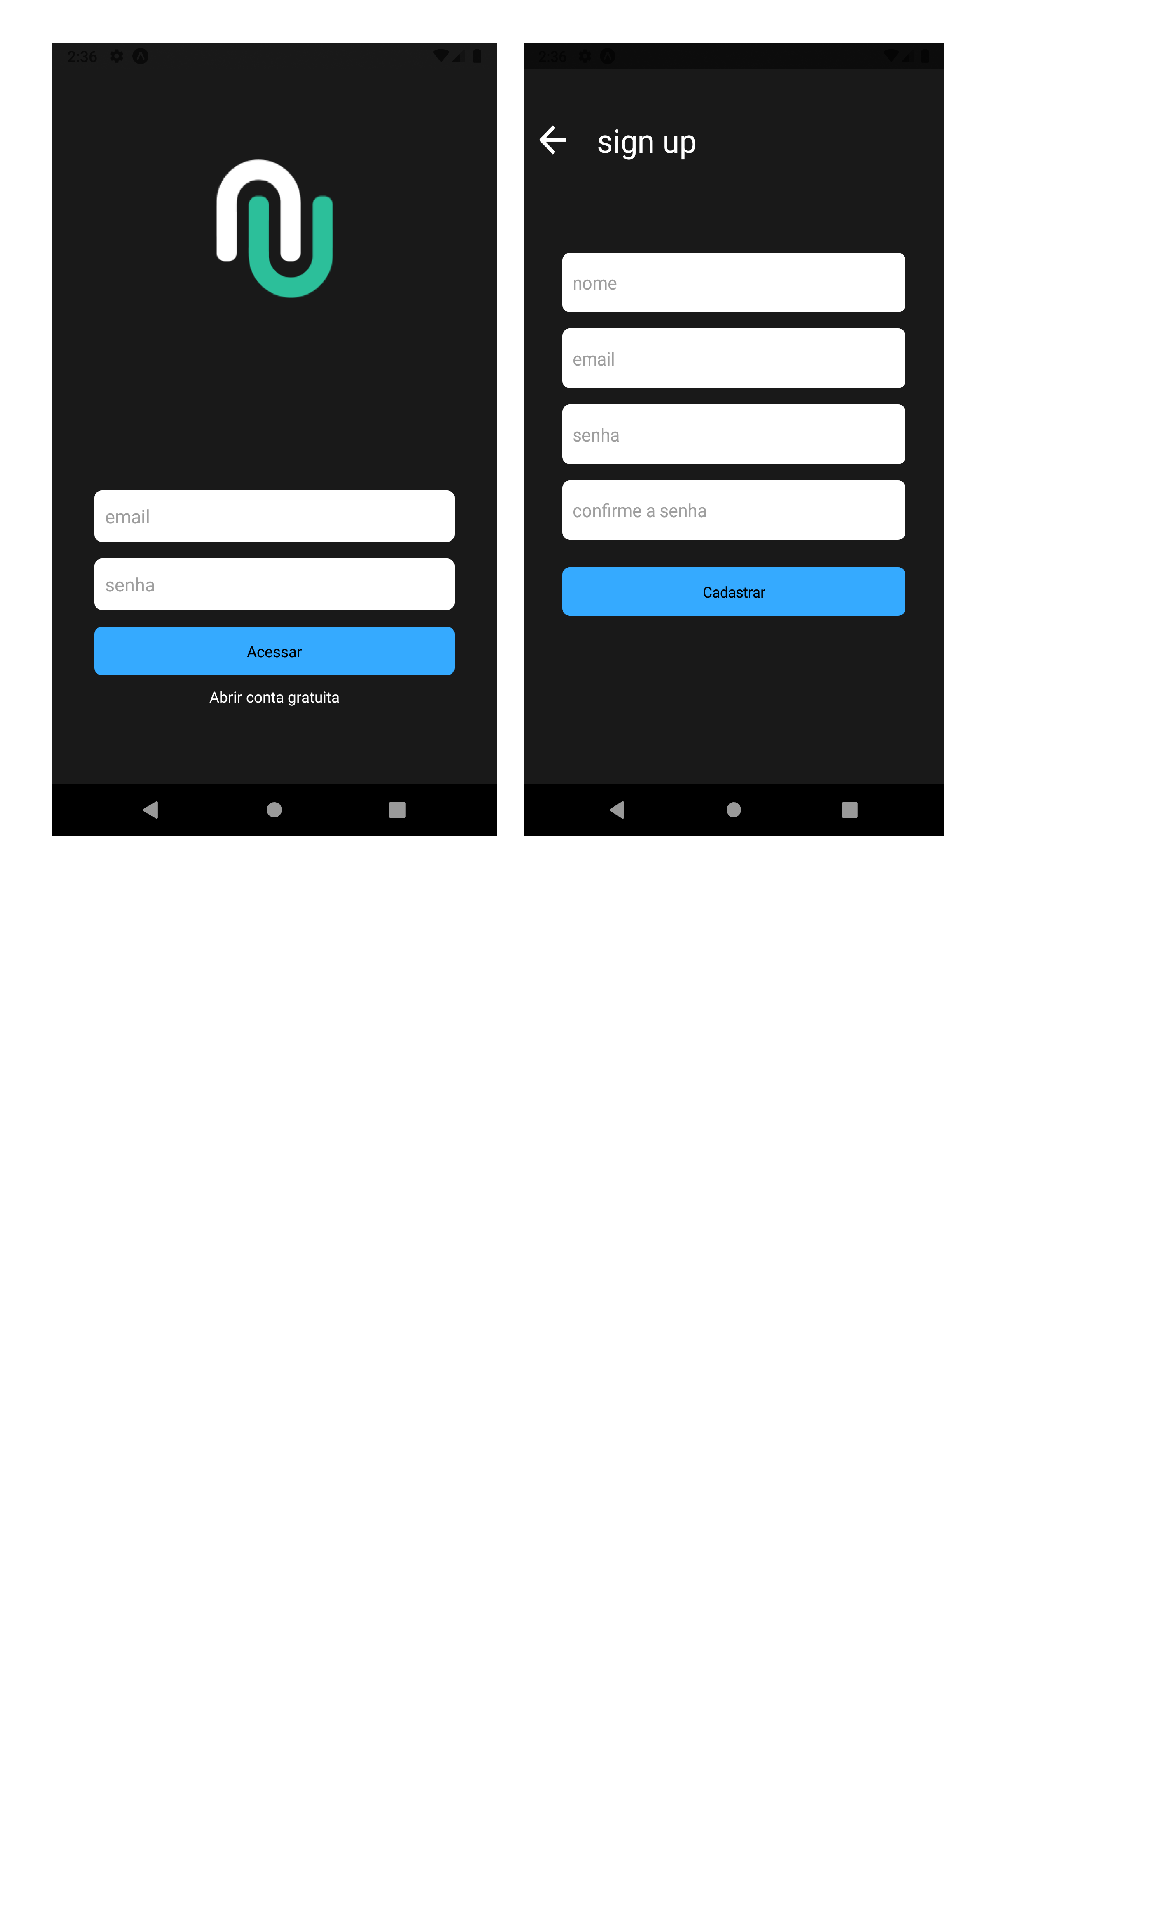 2:36
email
senha
Acessar
Abrir conta gratuita
2:36
sign up
nome
email
senha
confirme a senha
Cadastrar